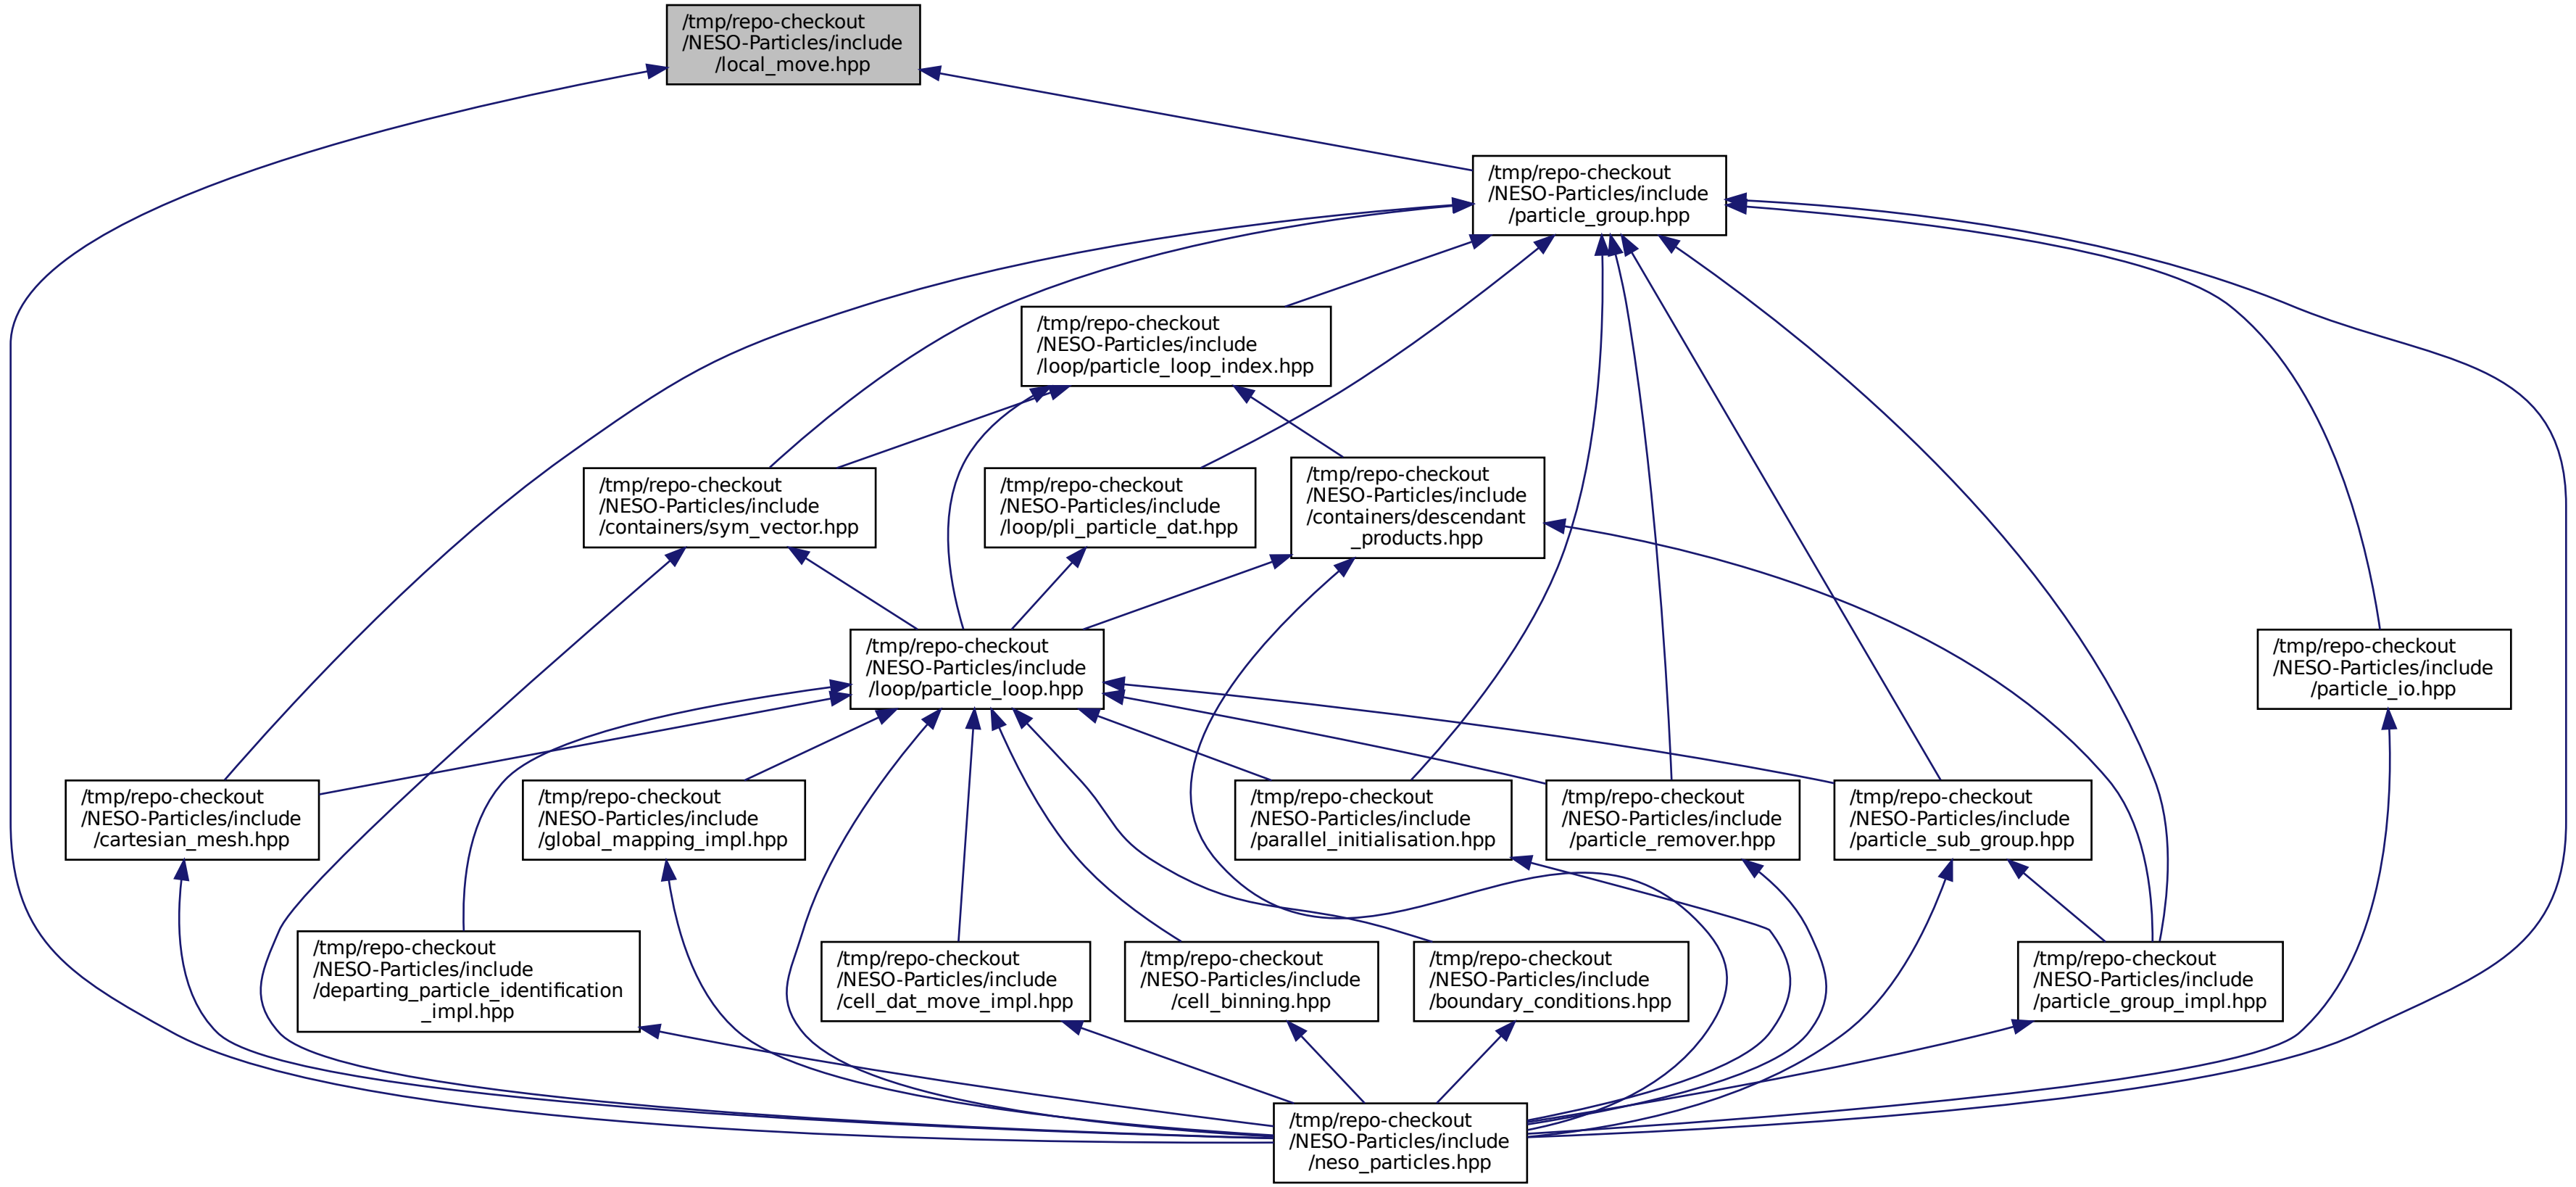 /tmp/repo-checkout
/NESO-Particles/include
/local_move.hpp
/tmp/repo-checkout
/NESO-Particles/include
/particle_group.hpp
/tmp/repo-checkout
/NESO-Particles/include
/loop/particle_loop_index.hpp
/tmp/repo-checkout
/NESO-Particles/include
/containers/sym_vector.hpp
/tmp/repo-checkout
/NESO-Particles/include
/loop/pli_particle_dat.hpp
/tmp/repo-checkout
/NESO-Particles/include
/containers/descendant
_products.hpp
/tmp/repo-checkout
/NESO-Particles/include
/loop/particle_loop.hpp
/tmp/repo-checkout
/NESO-Particles/include
/particle_io.hpp
/tmp/repo-checkout
/NESO-Particles/include
/cartesian_mesh.hpp
/tmp/repo-checkout
/NESO-Particles/include
/global_mapping_impl.hpp
/tmp/repo-checkout
/NESO-Particles/include
/parallel_initialisation.hpp
/tmp/repo-checkout
/NESO-Particles/include
/particle_remover.hpp
/tmp/repo-checkout
/NESO-Particles/include
/particle_sub_group.hpp
/tmp/repo-checkout
/NESO-Particles/include
/departing_particle_identification
_impl.hpp
/tmp/repo-checkout
/NESO-Particles/include
/cell_dat_move_impl.hpp
/tmp/repo-checkout
/NESO-Particles/include
/cell_binning.hpp
/tmp/repo-checkout
/NESO-Particles/include
/boundary_conditions.hpp
/tmp/repo-checkout
/NESO-Particles/include
/particle_group_impl.hpp
/tmp/repo-checkout
/NESO-Particles/include
/neso_particles.hpp